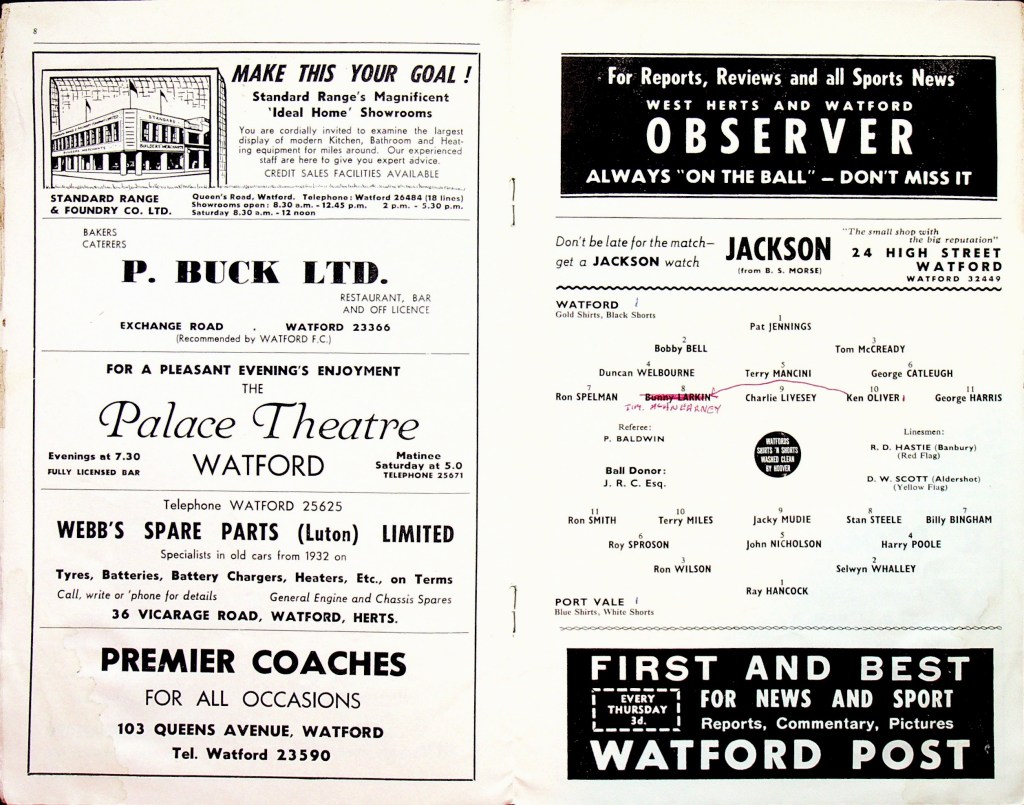 8
MAKE THIS YOUR GOAL !
Standard Range's Magnificent
'Ideal Home' Showrooms
You are cordially invited to examine the largest
display of modern Kitchen, Bathroom and Heat-
ing equipment for miles around. Our experienced
staff are here to give you expert advice.
CREDIT SALES FACILITIES AVAILABLE
STANDARD
BUILDERS MERCHANTS
STANDARD RANGE
& FOUNDRY CO. LTD.
Queen's Road, Watford. Telephone: Watford 26484 (18 lines)
Showrooms open: 8.30 a.m. - 12.45 p.m. 2 p.m. - 5.30 p.m.
Saturday 8.30 a.m. - 12 noon
BAKERS
CATERERS
P. BUCK LTD.
RESTAURANT, BAR
AND OFF LICENCE
EXCHANGE ROAD . WATFORD 23366
(Recommended by WATFORD F.C.)
FOR A PLEASANT EVENING'S ENJOYMENT
THE
Palace Theatre
WATFORD
Evenings at 7.30
FULLY LICENSED BAR
Matinee
Saturday at 5.0
TELEPHONE 25671
Telephone WATFORD 25625
WEBB'S SPARE PARTS (Luton) LIMITED
Specialists in old cars from 1932 on
Tyres, Batteries, Battery Chargers, Heaters, Etc., on Terms
Call, write or 'phone for details General Engine and Chassis Spares
36 VICARAGE ROAD, WATFORD, HERTS.
PREMIER COACHES
FOR ALL OCCASIONS
103 QUEENS AVENUE, WATFORD
Tel. Watford 23590
For Reports, Reviews and all Sports News
WEST HERTS AND WATFORD
OBSERVER
ALWAYS "ON THE BALL" — DON'T MISS IT
Don't be late for the match—
get a JACKSON watch
JACKSON
(from B. S. MORSE)
"The small shop with
the big reputation"
24 HIGH STREET
WATFORD
WATFORD 32449
WATFORD 1
Gold Shirts, Black Shorts
1
Pat JENNINGS
2 3
Bobby BELL Tom McCREADY
4 5 6
Duncan WELBOURNE Terry MANCINI George CATLEUGH
7 8 9 10 11
Ron SPELMAN Bunny LARKIN Charlie LIVESEY Ken OLIVER 1 George HARRIS
JIM. McANEARNEY
Referee:
P. BALDWIN
Ball Donor:
J. R. C. Esq.
WATFORDS
SHIRTS 'N SHORTS
WASHED CLEAN
BY HOOVER
Linesmen:
R. D. HASTIE (Banbury)
(Red Flag)
D. W. SCOTT (Aldershot)
(Yellow Flag)
11 10 9 8 7
Ron SMITH Terry MILES Jacky MUDIE Stan STEELE Billy BINGHAM
6 5 4
Roy SPROSON John NICHOLSON Harry POOLE
3 2
Ron WILSON Selwyn WHALLEY
1
Ray HANCOCK
PORT VALE 1
Blue Shirts, White Shorts
FIRST AND BEST
EVERY
THURSDAY
3d.
FOR NEWS AND SPORT
Reports, Commentary, Pictures
WATFORD POST